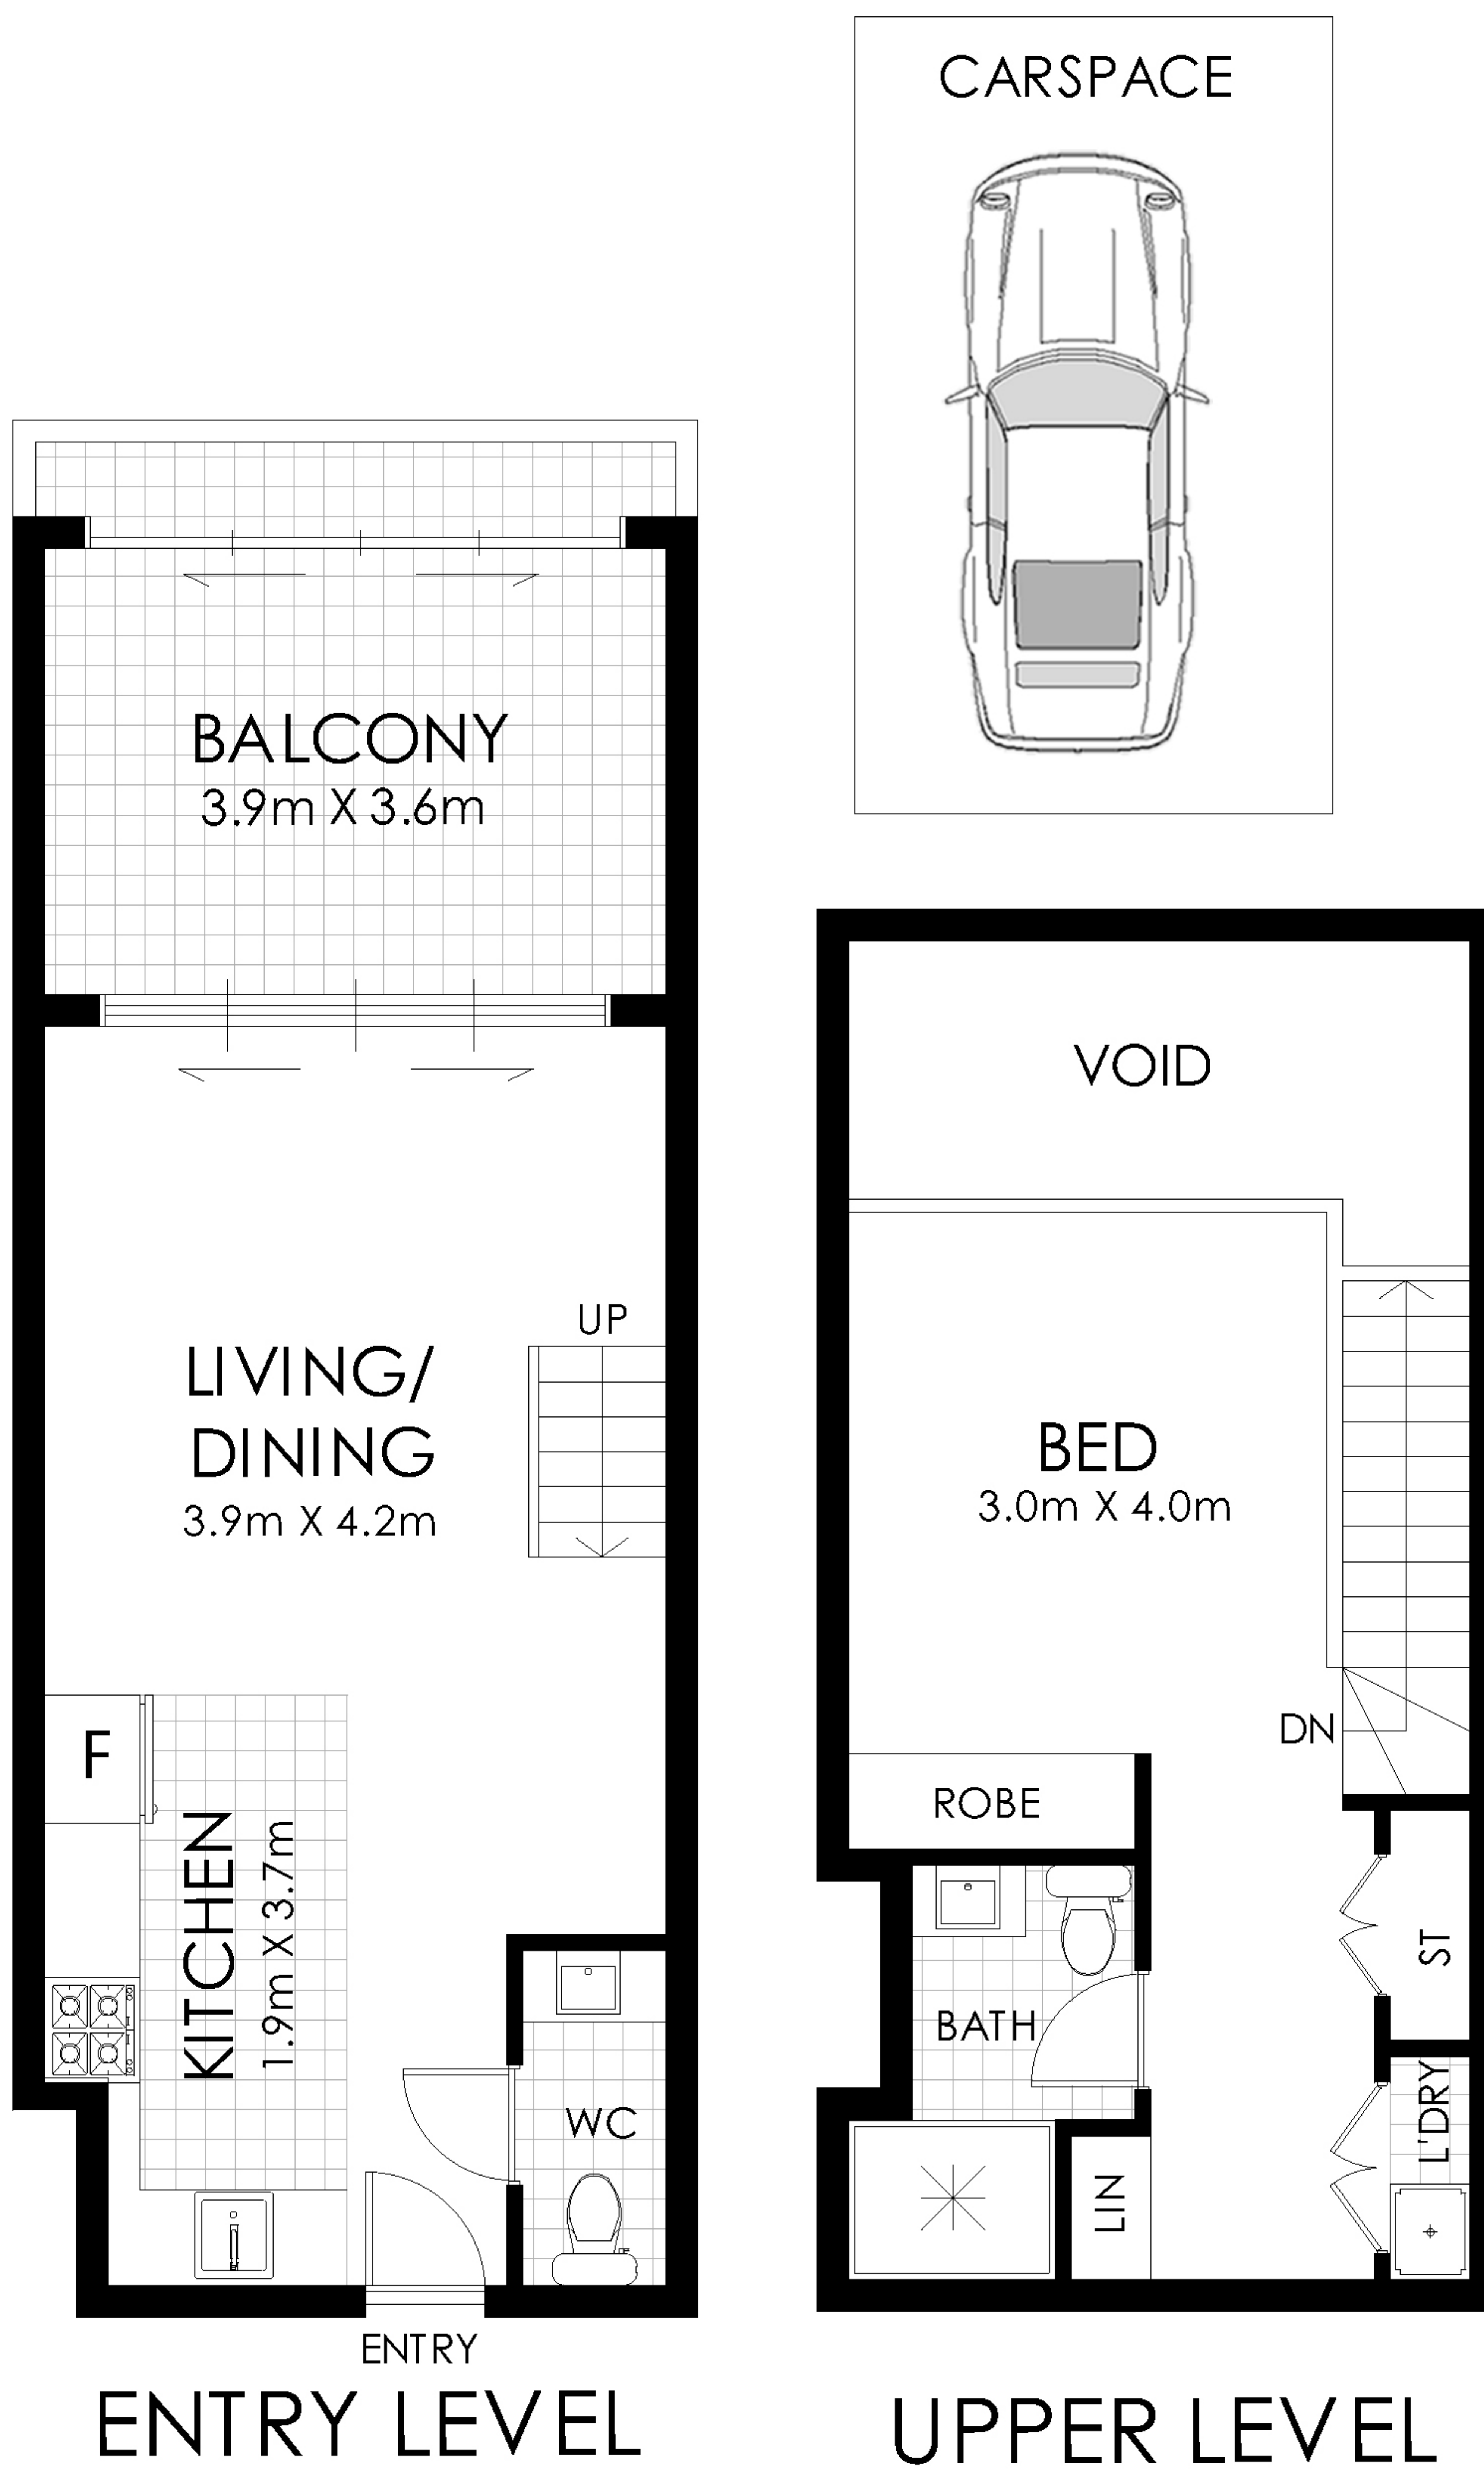 CARSPACE
BALCONY
3.9m X 3.6m
UP
LIVING/
DINING
3.9m X 4.2m
F
KITCHEN
1.9m X 3.7m
WC
ENTRY
ENTRY LEVEL
VOID
BED
3.0m X 4.0m
DN
ROBE
ST
BATH
L'DRY
LIN
UPPER LEVEL